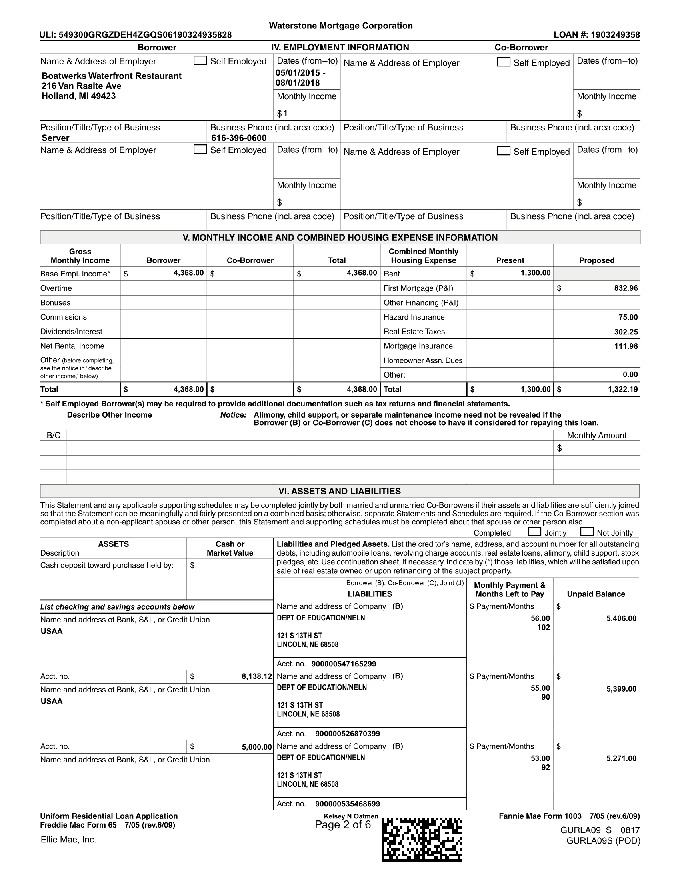 Waterstone Mortgage Corporation
ULI: 549300GRGZDEH4ZGQS06190324935828 LOAN #: 1903249358
Borrower IV. EMPLOYMENT INFORMATION Co-Borrower
Name & Address of Employer Self Employed Dates (from–to) Name & Address of Employer Self Employed Dates (from–to)
Boatwerks Waterfront Restaurant 05/01/2015 -
216 Van Raalte Ave 08/01/2018
Holland, MI 49423
Monthly Income Monthly Income
$ 1 $
Position/Title/Type of Business Business Phone (incl. area code) Position/Title/Type of Business Business Phone (incl. area code)
Server 616-396-0600
Name & Address of Employer Self Employed Dates (from–to) Name & Address of Employer Self Employed Dates (from–to)
Monthly Income Monthly Income
$ $
Position/Title/Type of Business Business Phone (incl. area code) Position/Title/Type of Business Business Phone (incl. area code)
V. MONTHLY INCOME AND COMBINED HOUSING EXPENSE INFORMATION
Gross Monthly Income Borrower Co-Borrower Total Combined Monthly Housing Expense Present Proposed
Base Empl. Income* $ 4,368.00 $ $ 4,368.00 Rent $ 1,300.00
Overtime First Mortgage (P&I) $ 832.96
Bonuses Other Financing (P&I)
Commissions Hazard Insurance 75.00
Dividends/Interest Real Estate Taxes 302.25
Net Rental Income Mortgage Insurance 111.98
Other (before completing, Homeowner Assn. Dues
see the notice in "describe
other income," below) Other: 0.00
Total $ 4,368.00 $ $ 4,368.00 Total $ 1,300.00 $ 1,322.19
* Self Employed Borrower(s) may be required to provide additional documentation such as tax returns and financial statements.
Describe Other Income Notice: Alimony, child support, or separate maintenance income need not be revealed if the
Borrower (B) or Co-Borrower (C) does not choose to have it considered for repaying this loan.
B/C Monthly Amount
$
VI. ASSETS AND LIABILITIES
This Statement and any applicable supporting schedules may be completed jointly by both married and unmarried Co-Borrowers if their assets and liabilities are sufficiently joined
so that the Statement can be meaningfully and fairly presented on a combined basis; otherwise, separate Statements and Schedules are required. If the Co-Borrower section was
completed about a non-applicant spouse or other person, this Statement and supporting schedules must be completed about that spouse or other person also.
Completed Jointly Not Jointly
ASSETS Cash or Market Value
Description
Cash deposit toward purchase held by: $
Liabilities and Pledged Assets. List the creditor's name, address, and account number for all outstanding
debts, including automobile loans, revolving charge accounts, real estate loans, alimony, child support, stock
pledges, etc. Use continuation sheet, if necessary. Indicate by (*) those liabilities, which will be satisfied upon
sale of real estate owned or upon refinancing of the subject property.
Borrower (B), Co-Borrower (C), Joint (J)
LIABILITIES Monthly Payment & Months Left to Pay Unpaid Balance
List checking and savings accounts below Name and address of Company (B) $ Payment/Months $
Name and address of Bank, S&L, or Credit Union DEPT OF EDUCATION/NELN 56.00 5,406.00
USAA 102
121 S 13TH ST
LINCOLN, NE 68508
Acct. no. 900000547165299
Acct. no. $ 8,138.12 Name and address of Company (B) $ Payment/Months $
Name and address of Bank, S&L, or Credit Union DEPT OF EDUCATION/NELN 55.00 5,399.00
USAA 90
121 S 13TH ST
LINCOLN, NE 68508
Acct. no. 900000526870399
Acct. no. $ 5,000.00 Name and address of Company (B) $ Payment/Months $
Name and address of Bank, S&L, or Credit Union DEPT OF EDUCATION/NELN 53.00 5,271.00
92
121 S 13TH ST
LINCOLN, NE 68508
Acct. no. 900000535468699
Uniform Residential Loan Application Kelsey N Oatmen Fannie Mae Form 1003 7/05 (rev.6/09)
Freddie Mac Form 65 7/05 (rev.6/09) Page 2 of 6
Ellie Mae, Inc. GURLA09_S 0817
GURLA09S (POD)